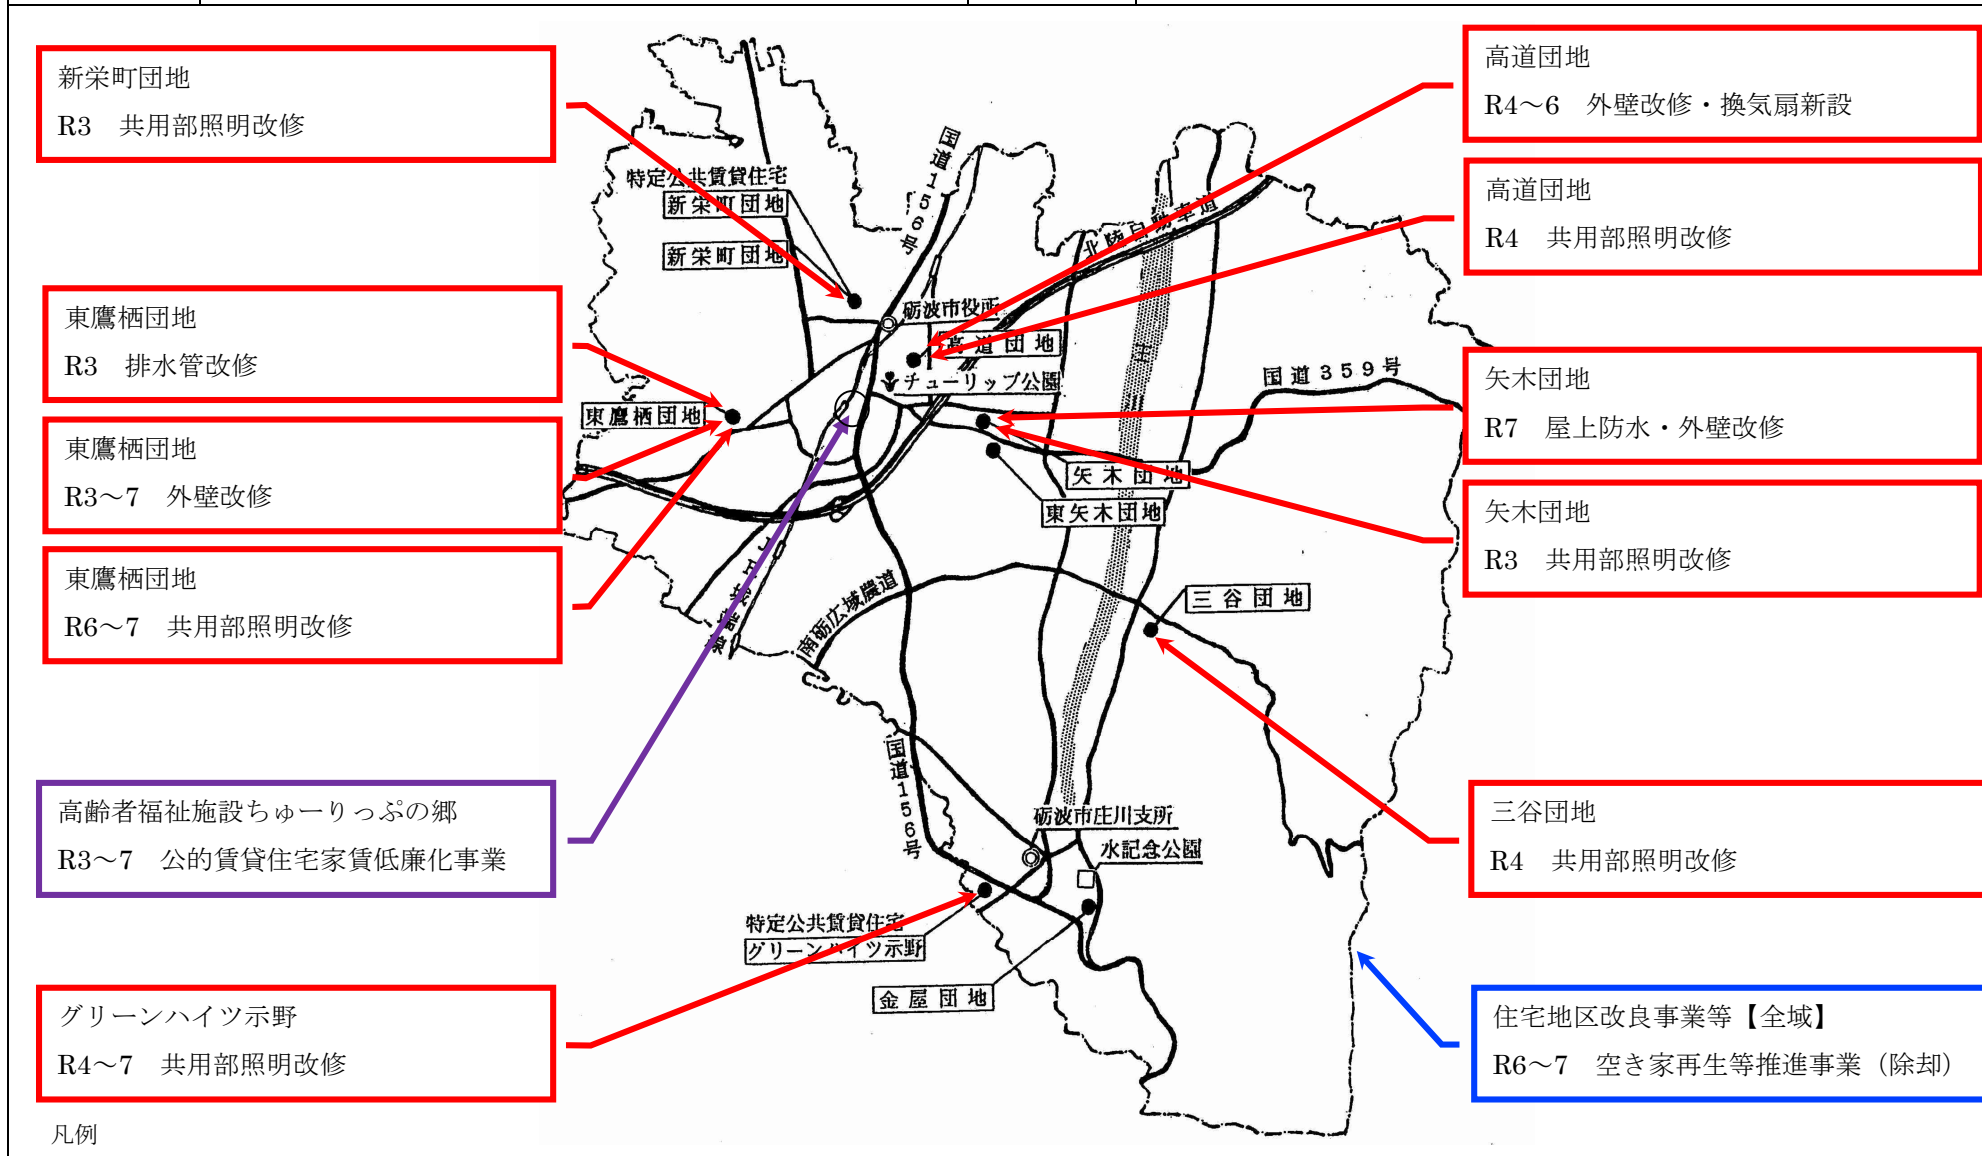 新栄町団地
R3　共用部照明改修
東鷹栖団地
R3　排水管改修
東鷹栖団地
R3～7　外壁改修
東鷹栖団地
R6～7　共用部照明改修
高齢者福祉施設ちゅーりっぷの郷
R3～7　公的賃貸住宅家賃低廉化事業
グリーンハイツ示野
R4～7　共用部照明改修
凡例
国道156号
特定公共賃貸住宅
新栄町団地
新栄町団地
北陸自動車道
砺波市役所
高道団地
チューリップ公園
東鷹栖団地
国道359号
矢木団地
東矢木団地
南砺広域農道
三谷団地
国道156号
砺波市庄川支所
水記念公園
特定公共賃貸住宅
グリーンハイツ示野
金屋団地
高道団地
R4～6　外壁改修・換気扇新設
高道団地
R4　共用部照明改修
矢木団地
R7　屋上防水・外壁改修
矢木団地
R3　共用部照明改修
三谷団地
R4　共用部照明改修
住宅地区改良事業等【全域】
R6～7　空き家再生等推進事業（除却）